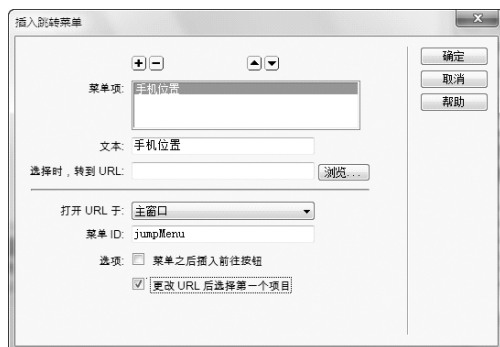 插入跳转菜单
确定
取消
帮助
菜单项: 手机位置
文本: 手机位置
选择时，转到 URL: 浏览...
打开 URL 于: 主窗口
菜单 ID: jumpMenu
选项: 菜单之后插入前往按钮
更改 URL 后选择第一个项目